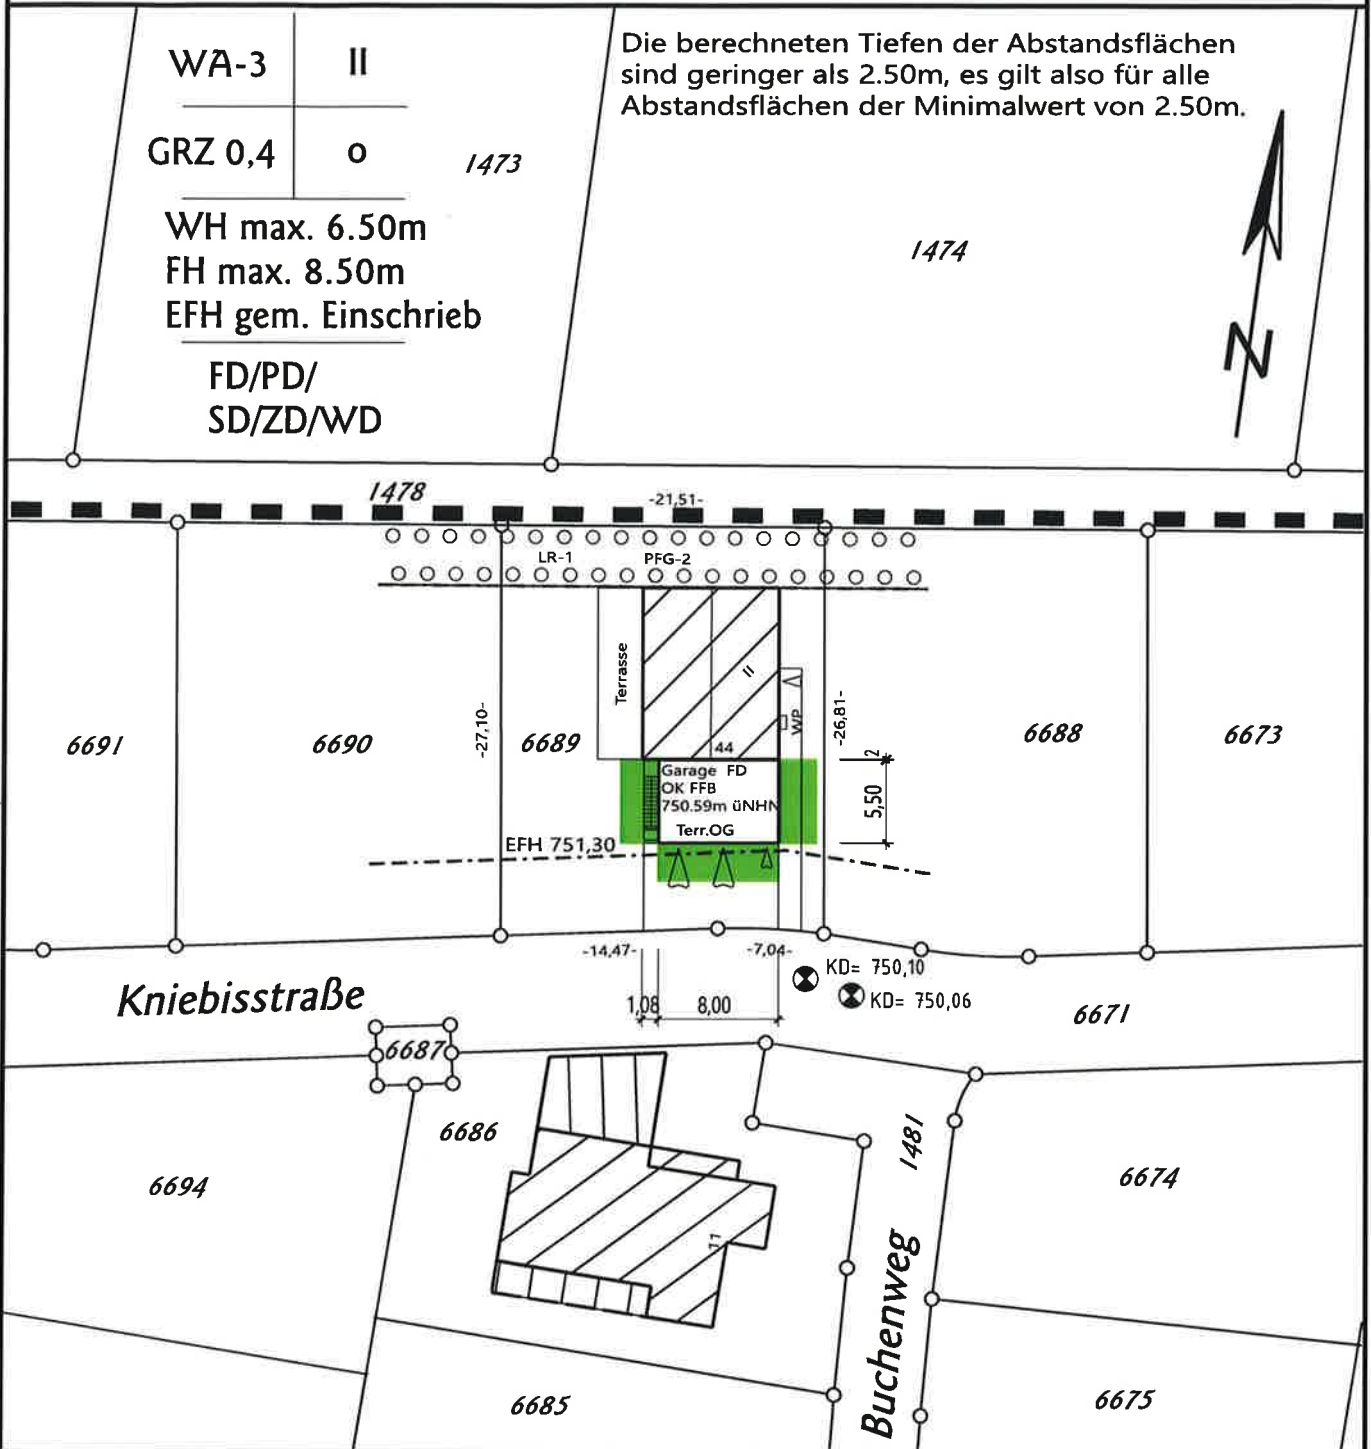 WA-3 II
GRZ 0,4 o
WH max. 6.50m
FH max. 8.50m
EFH gem. Einschrieb
FD/PD/
SD/ZD/WD
Die berechneten Tiefen der Abstandsflächen
sind geringer als 2.50m, es gilt also für alle
Abstandsflächen der Minimalwert von 2.50m.
1473
1474
N
1478
-21,51-
LR-1
PFG-2
Terrasse
II
WP
-27,10-
-26,81-
6691
6690
6689
6688
6673
44
2
5,50
Garage FD
OK FFB
750.59m üNHN
Terr.OG
EFH 751,30
-14,47-
-7,04-
KD= 750,10
KD= 750,06
1,08
8,00
Kniebisstraße
6671
6687
6686
1481
6694
6674
11
Buchenweg
6685
6675